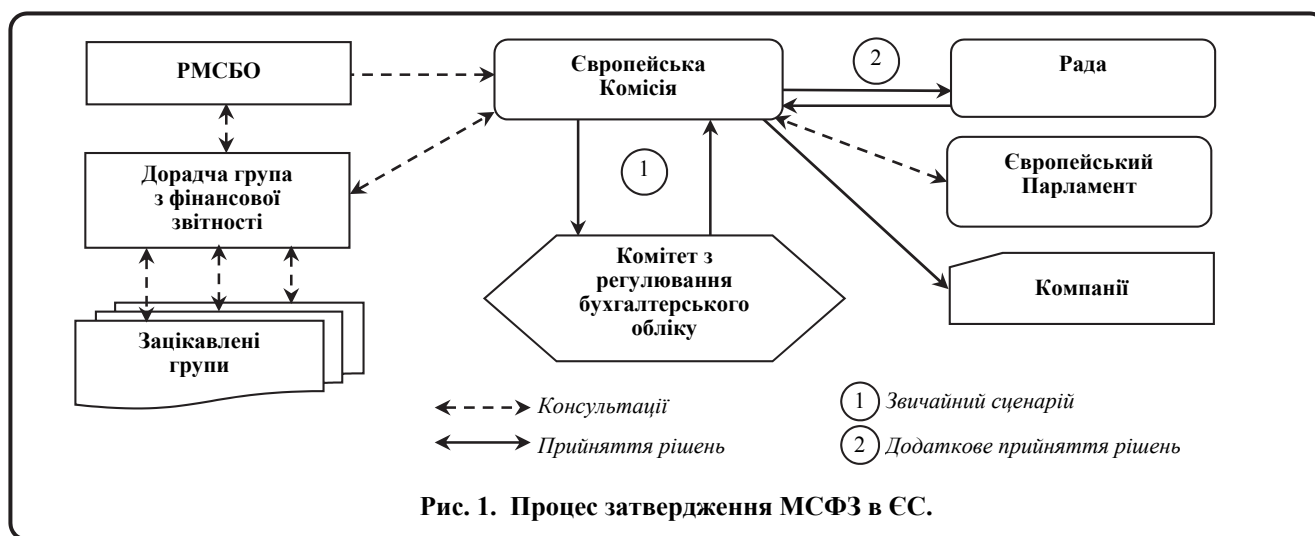 РМСБО
Європейська
Комісія
2
Рада
Дорадча група
з фінансової
звітності
1
Європейський
Парламент
Комітет з
регулювання
бухгалтерського
обліку
Компанії
Зацікавлені
групи
Консультації
1 Звичайний сценарій
Прийняття рішень
2 Додаткове прийняття рішень
Рис. 1. Процес затвердження МСФЗ в ЄС.